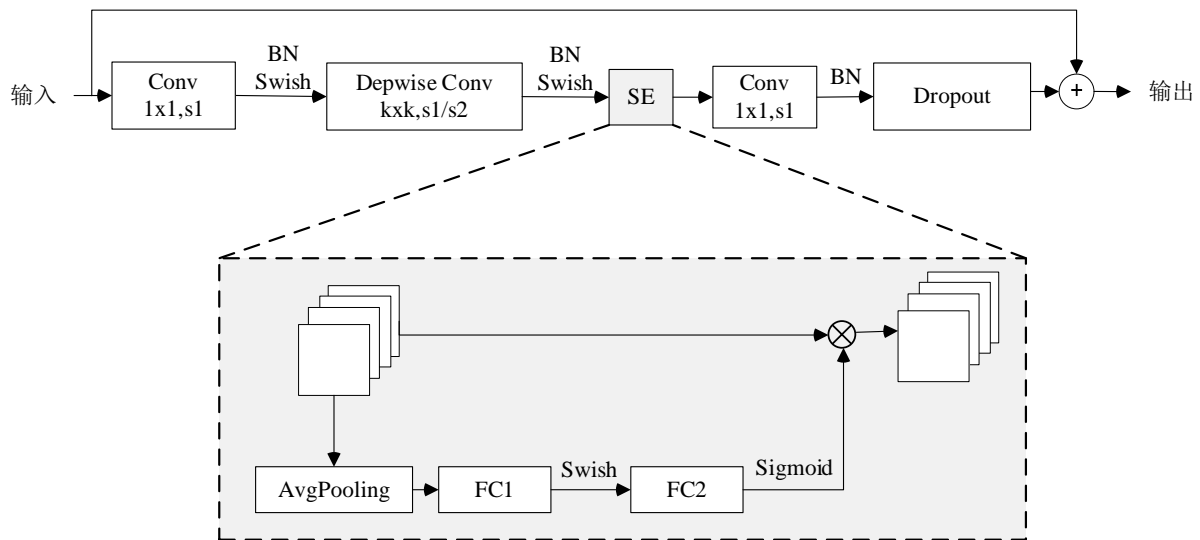 输入
Conv
1x1,s1
BN
Swish
Depwise Conv
kxk,s1/s2
BN
Swish
SE
Conv
1x1,s1
BN
Dropout
+
输出
AvgPooling
FC1
Swish
FC2
Sigmoid